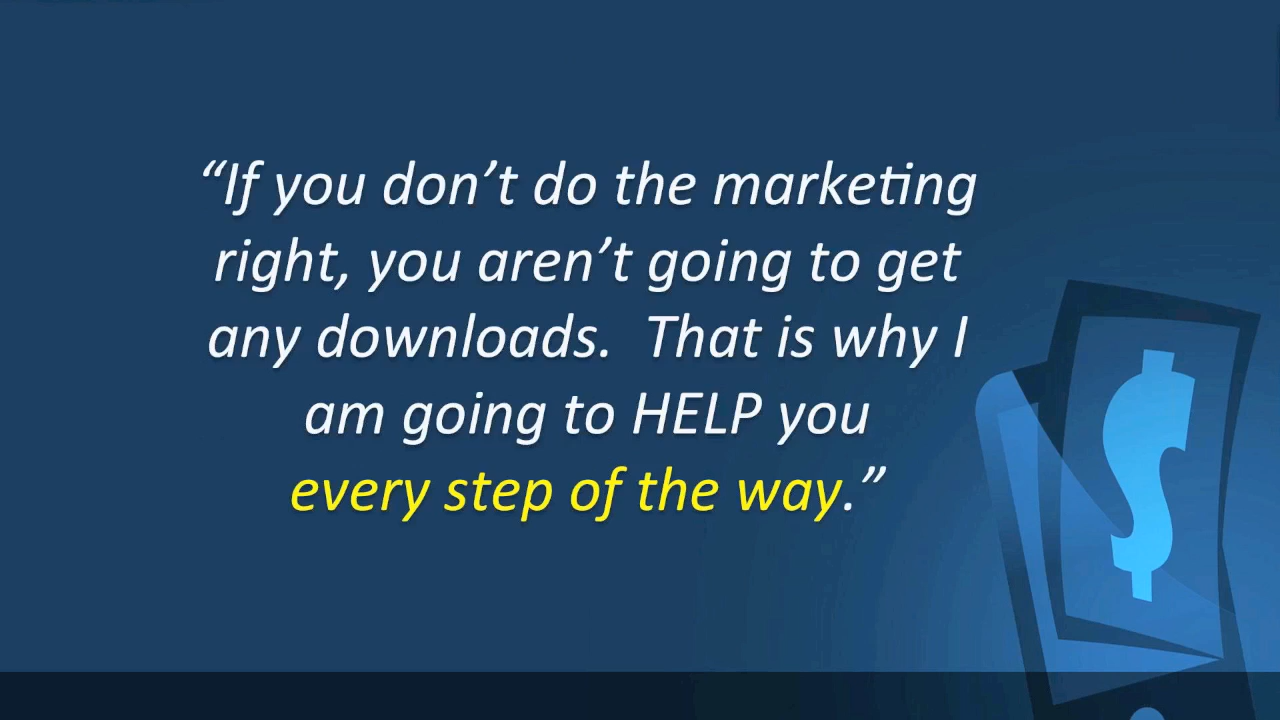 “If you don’t do the marketing
right, you aren’t going to get
any downloads.  That is why I
am going to HELP you
every step of the way.”
$